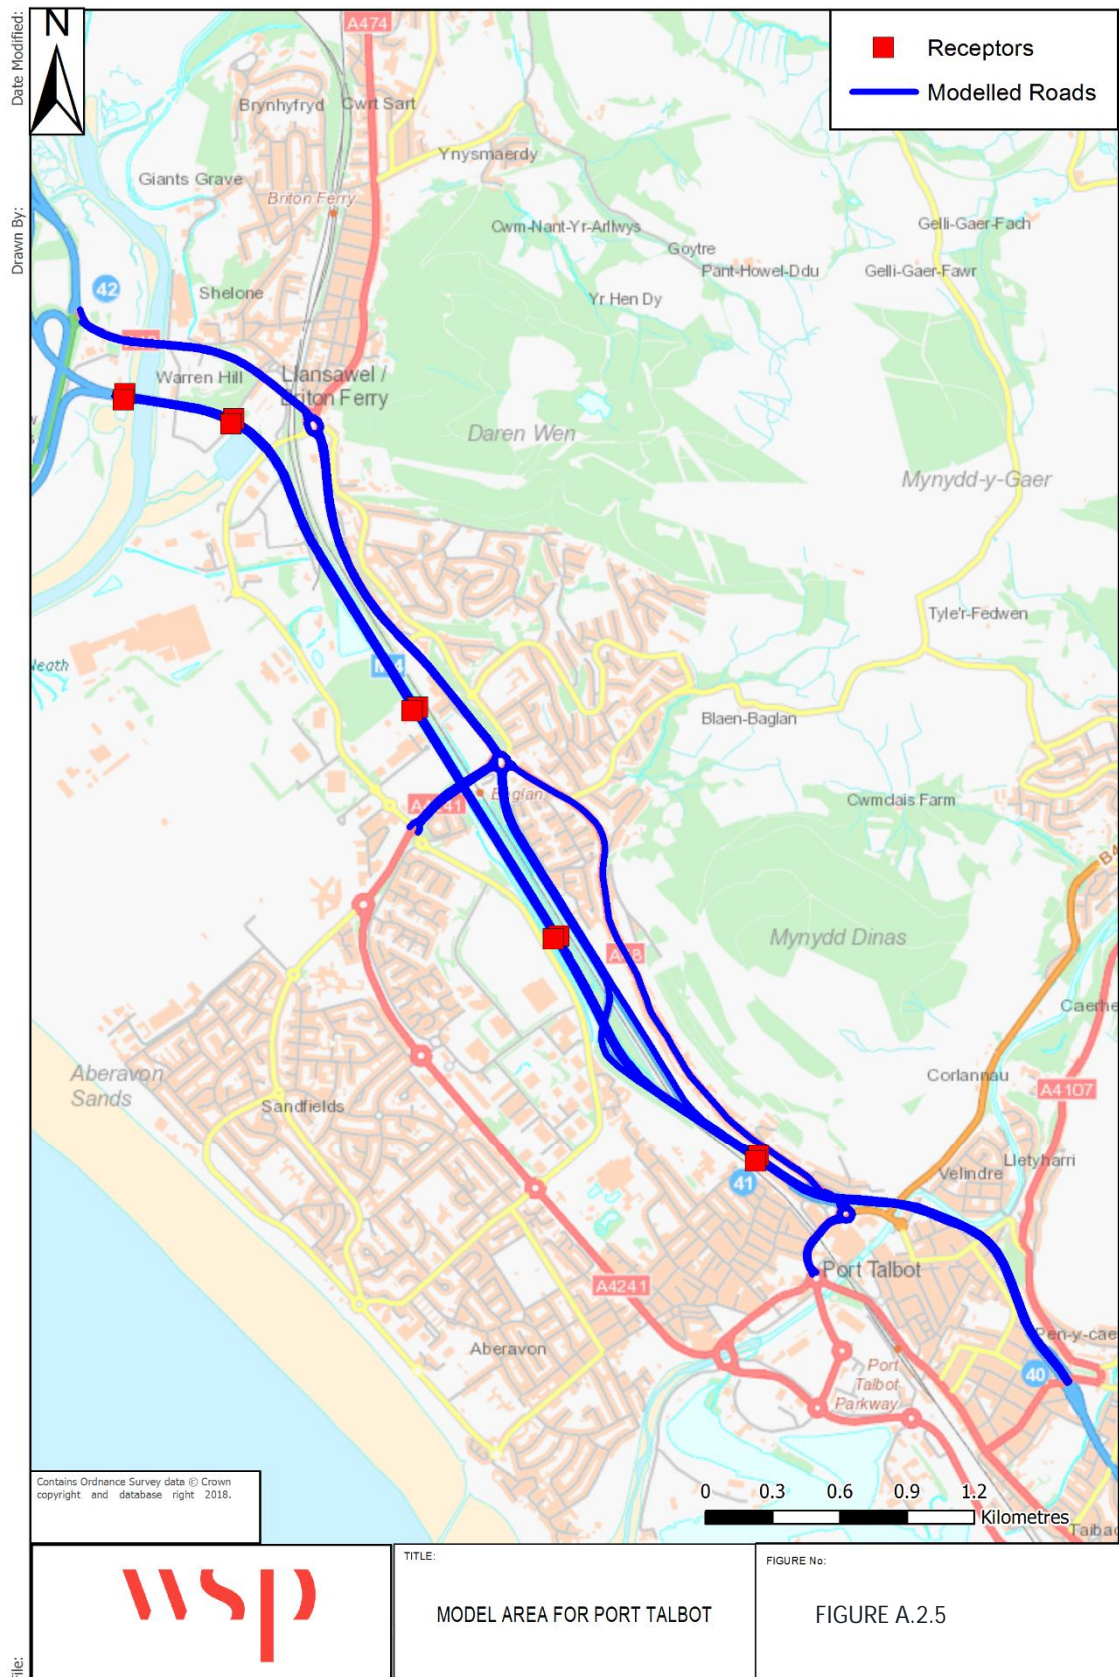 Date Modified:
N
A474
Receptors
Modelled Roads
Brynhyfryd
Cwrt Sart
Ynysmaerdy
Giants Grave
Briton Ferry
Drawn By:
Cwm-Nant-Yr-Arllwys
Gelli-Gaer-Fach
Goytre
Pant-Howel-Ddu
Gelli-Gaer-Fawr
42
Shelone
Yr Hen Dy
Warren Hill
Llansawel /
Briton Ferry
Daren Wen
Mynydd-y-Gaer
Tyle'r-Fedwen
Neath
Blaen-Baglan
Baglan
Cwmclais Farm
Mynydd Dinas
Caerhe
Aberavon
Sands
Corlannau
A4107
Sandfields
Lletyharri
Velindre
41
Port Talbot
A4241
Pen-y-cae
Aberavon
40
Port
Talbot
Parkway
Contains Ordnance Survey data © Crown
copyright and database right 2018.
0 0.3 0.6 0.9 1.2
Kilometres
Taibac
wsp
TITLE:
MODEL AREA FOR PORT TALBOT
FIGURE No:
FIGURE A.2.5
File: